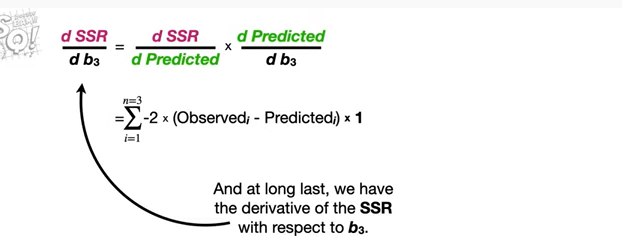 d SSR / d b₃ = d SSR / d Predicted x d Predicted / d b₃
n=3
=∑-2 x (Observedᵢ - Predictedᵢ) x 1
i=1
And at long last, we have
the derivative of the SSR
with respect to b₃.